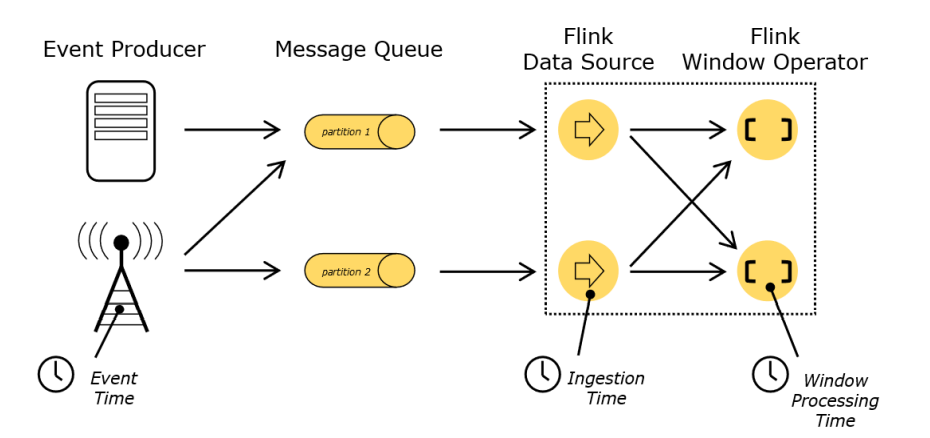 Event Producer
Message Queue
Flink
Data Source
Flink
Window Operator
partition 1
partition 2
Event
Time
Ingestion
Time
Window
Processing
Time